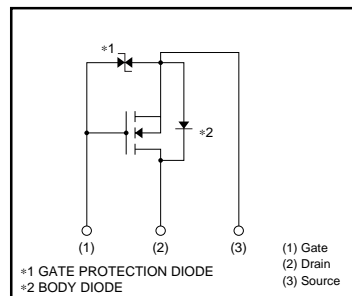 ∗1
∗2
(1) (2) (3)
(1) Gate
(2) Drain
(3) Source
∗1 GATE PROTECTION DIODE
∗2 BODY DIODE